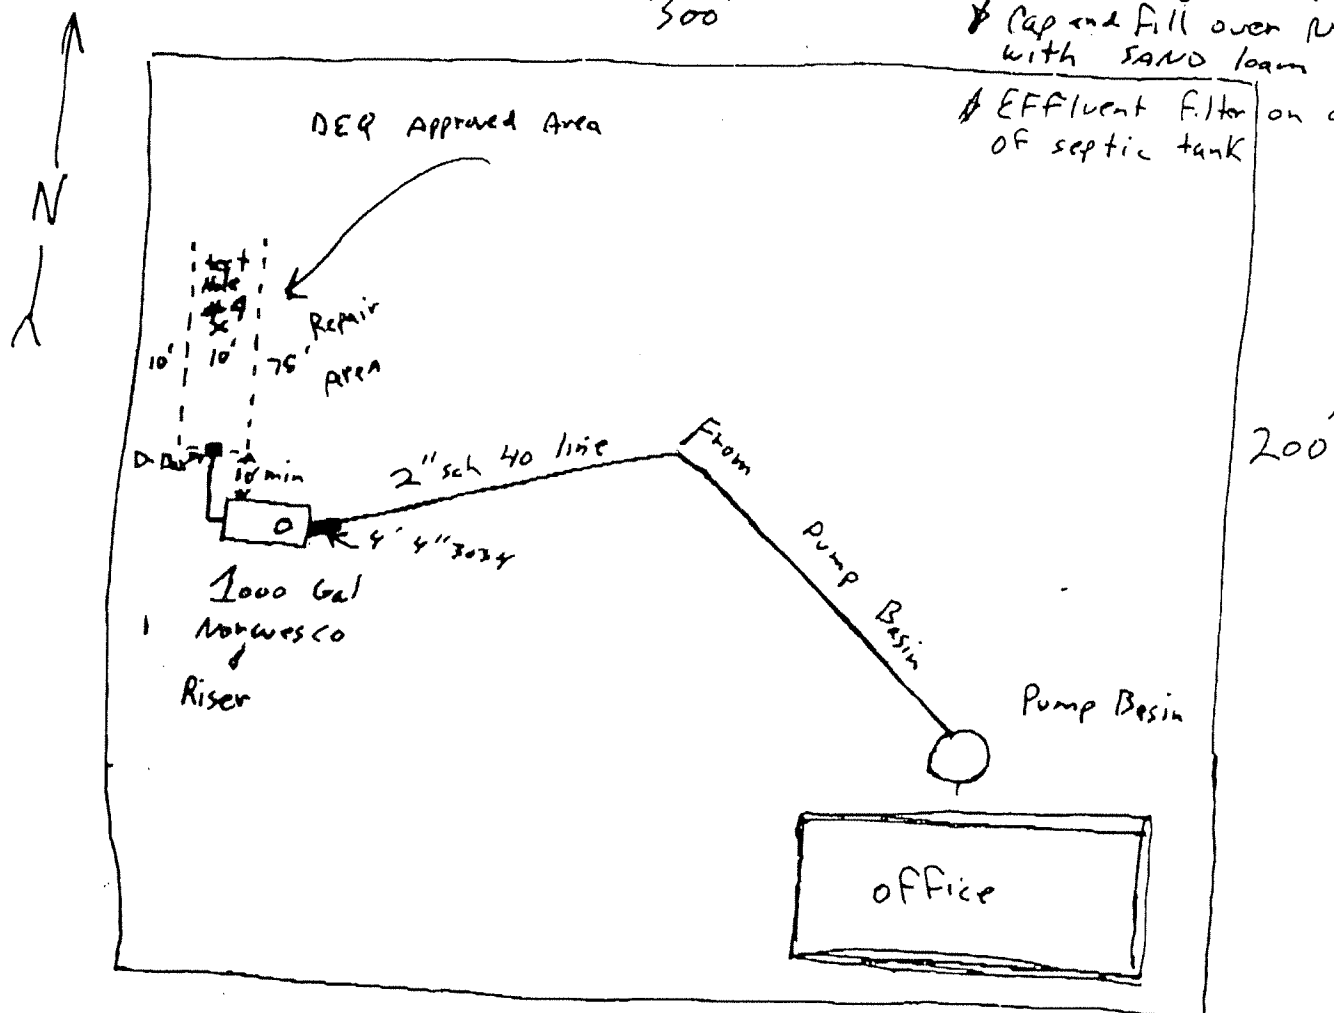 300
Cap and fill over
with SAND loam
EFFluent filter on
OF septic tank
DEQ Approved Area
N
test
Hole
#4
10' 10' 75'
Repair
Area
10' min
2" sch 40 line
From
Pump
Basin
4' 4" 3034
1000 Gal
Norwesco
Riser
Pump Basin
office
200'